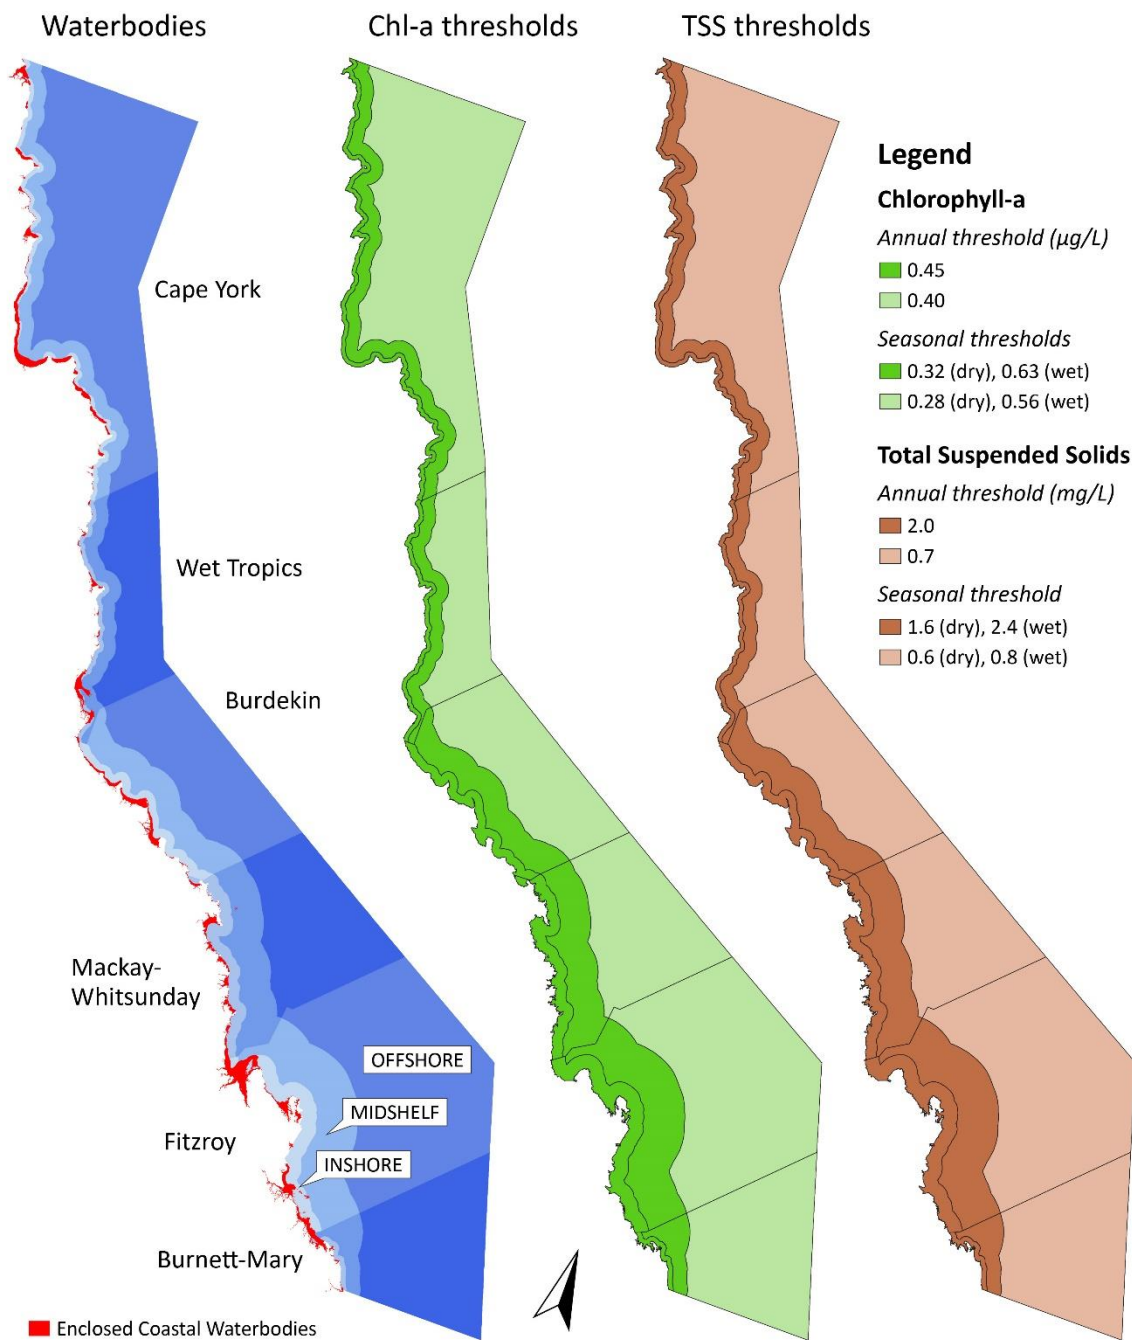 Waterbodies
Chl-a thresholds
TSS thresholds
Legend
Chlorophyll-a
Annual threshold (µg/L)
0.45
0.40
Seasonal thresholds
0.32 (dry), 0.63 (wet)
0.28 (dry), 0.56 (wet)
Total Suspended Solids
Annual threshold (mg/L)
2.0
0.7
Seasonal threshold
1.6 (dry), 2.4 (wet)
0.6 (dry), 0.8 (wet)
Cape York
Wet Tropics
Burdekin
Mackay-
Whitsunday
OFFSHORE
MIDSHELF
Fitzroy
INSHORE
Burnett-Mary
Enclosed Coastal Waterbodies